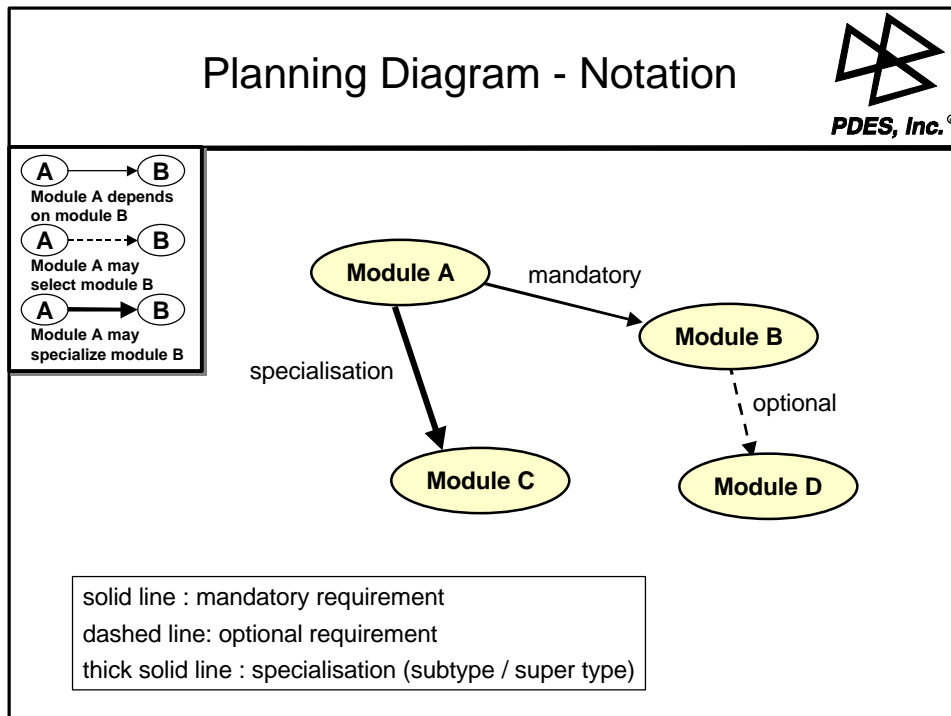 Planning Diagram - Notation
PDES, Inc.®
A B
Module A depends
on module B
A B
Module A may
select module B
A B
Module A may
specialize module B
Module A
mandatory
Module B
specialisation
optional
Module C
Module D
solid line : mandatory requirement
dashed line: optional requirement
thick solid line : specialisation (subtype / super type)